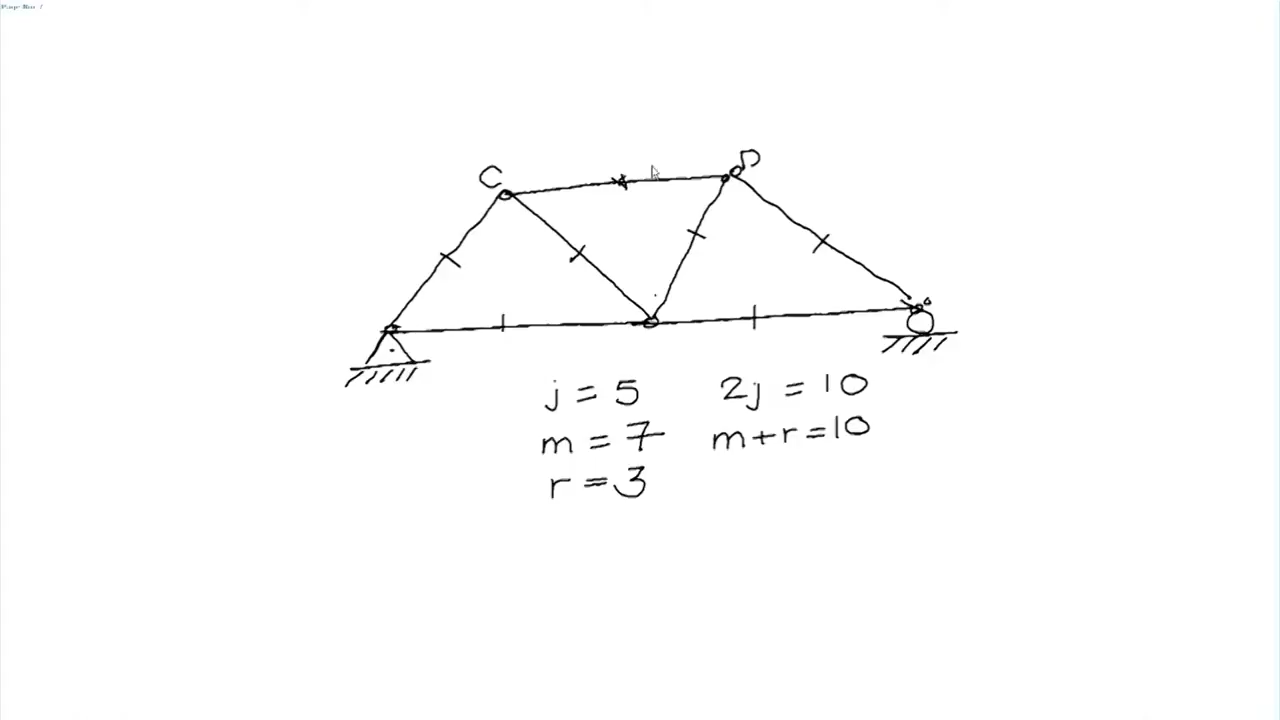 C
D
j = 5 2j = 10
m = 7 m+r=10
r = 3